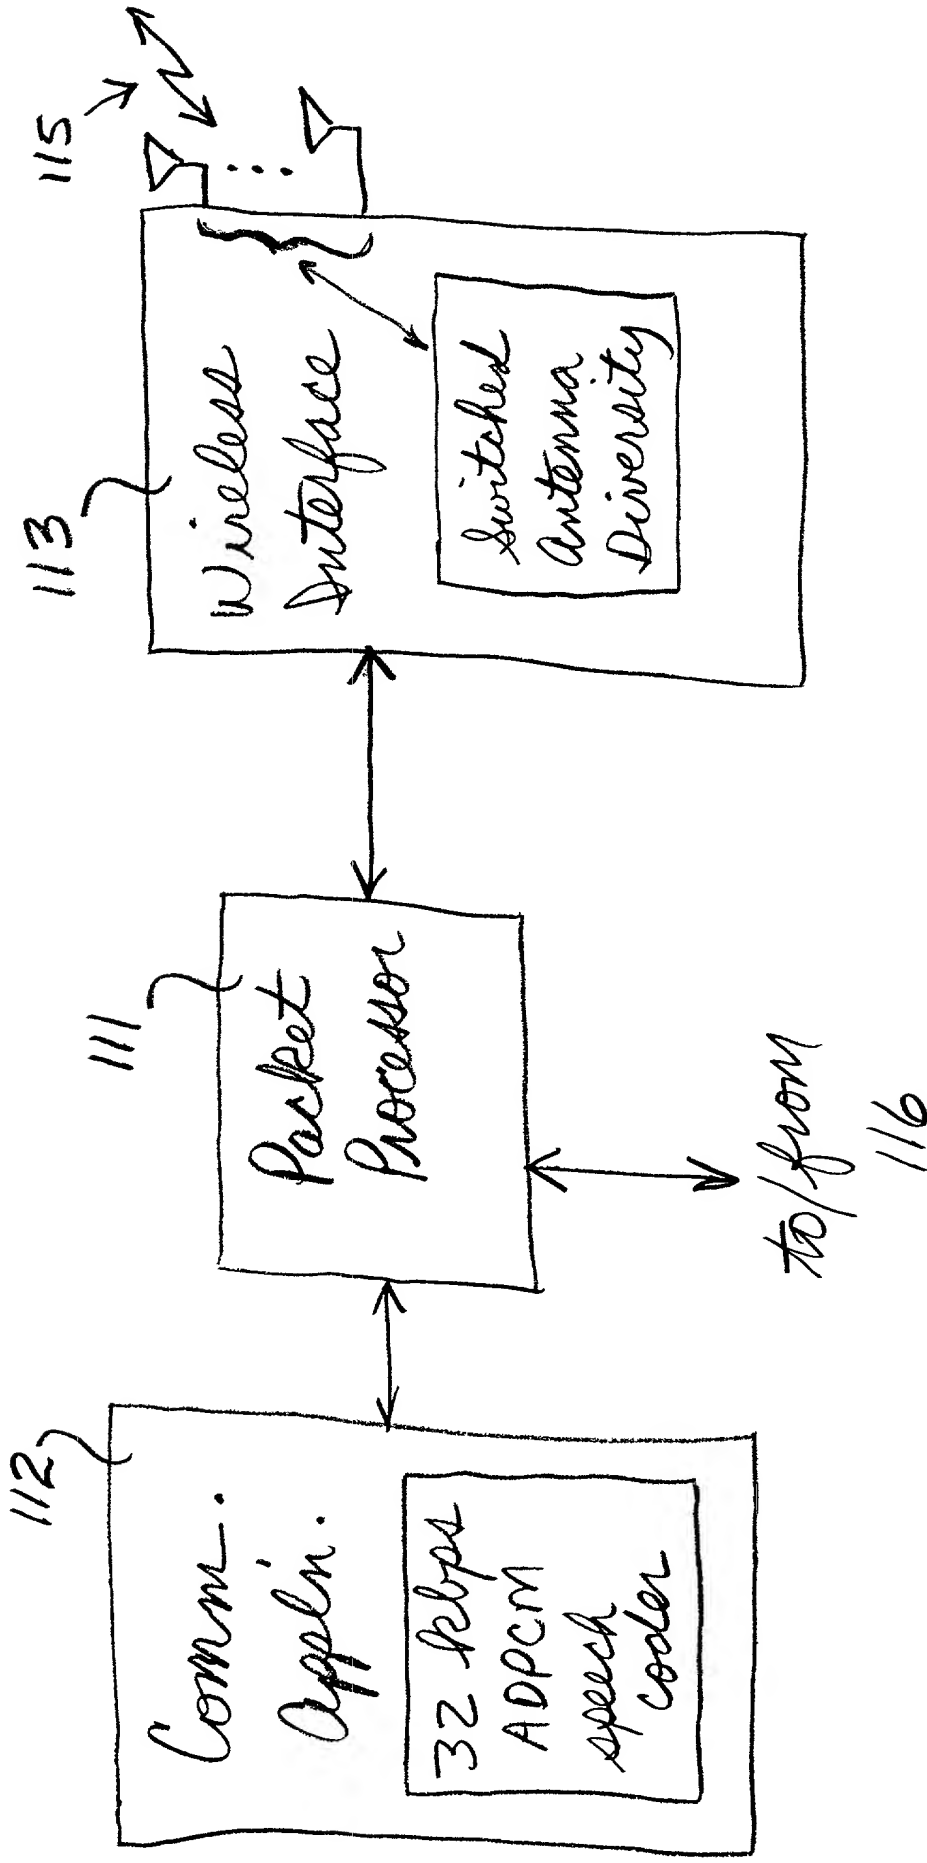 112
Comm.
Appl'n.
32 kbps
ADPCM
speech
coder
111
Packet
Processor
to/from
116
113
Wireless
Interface
Switched
Antenna
Diversity
115